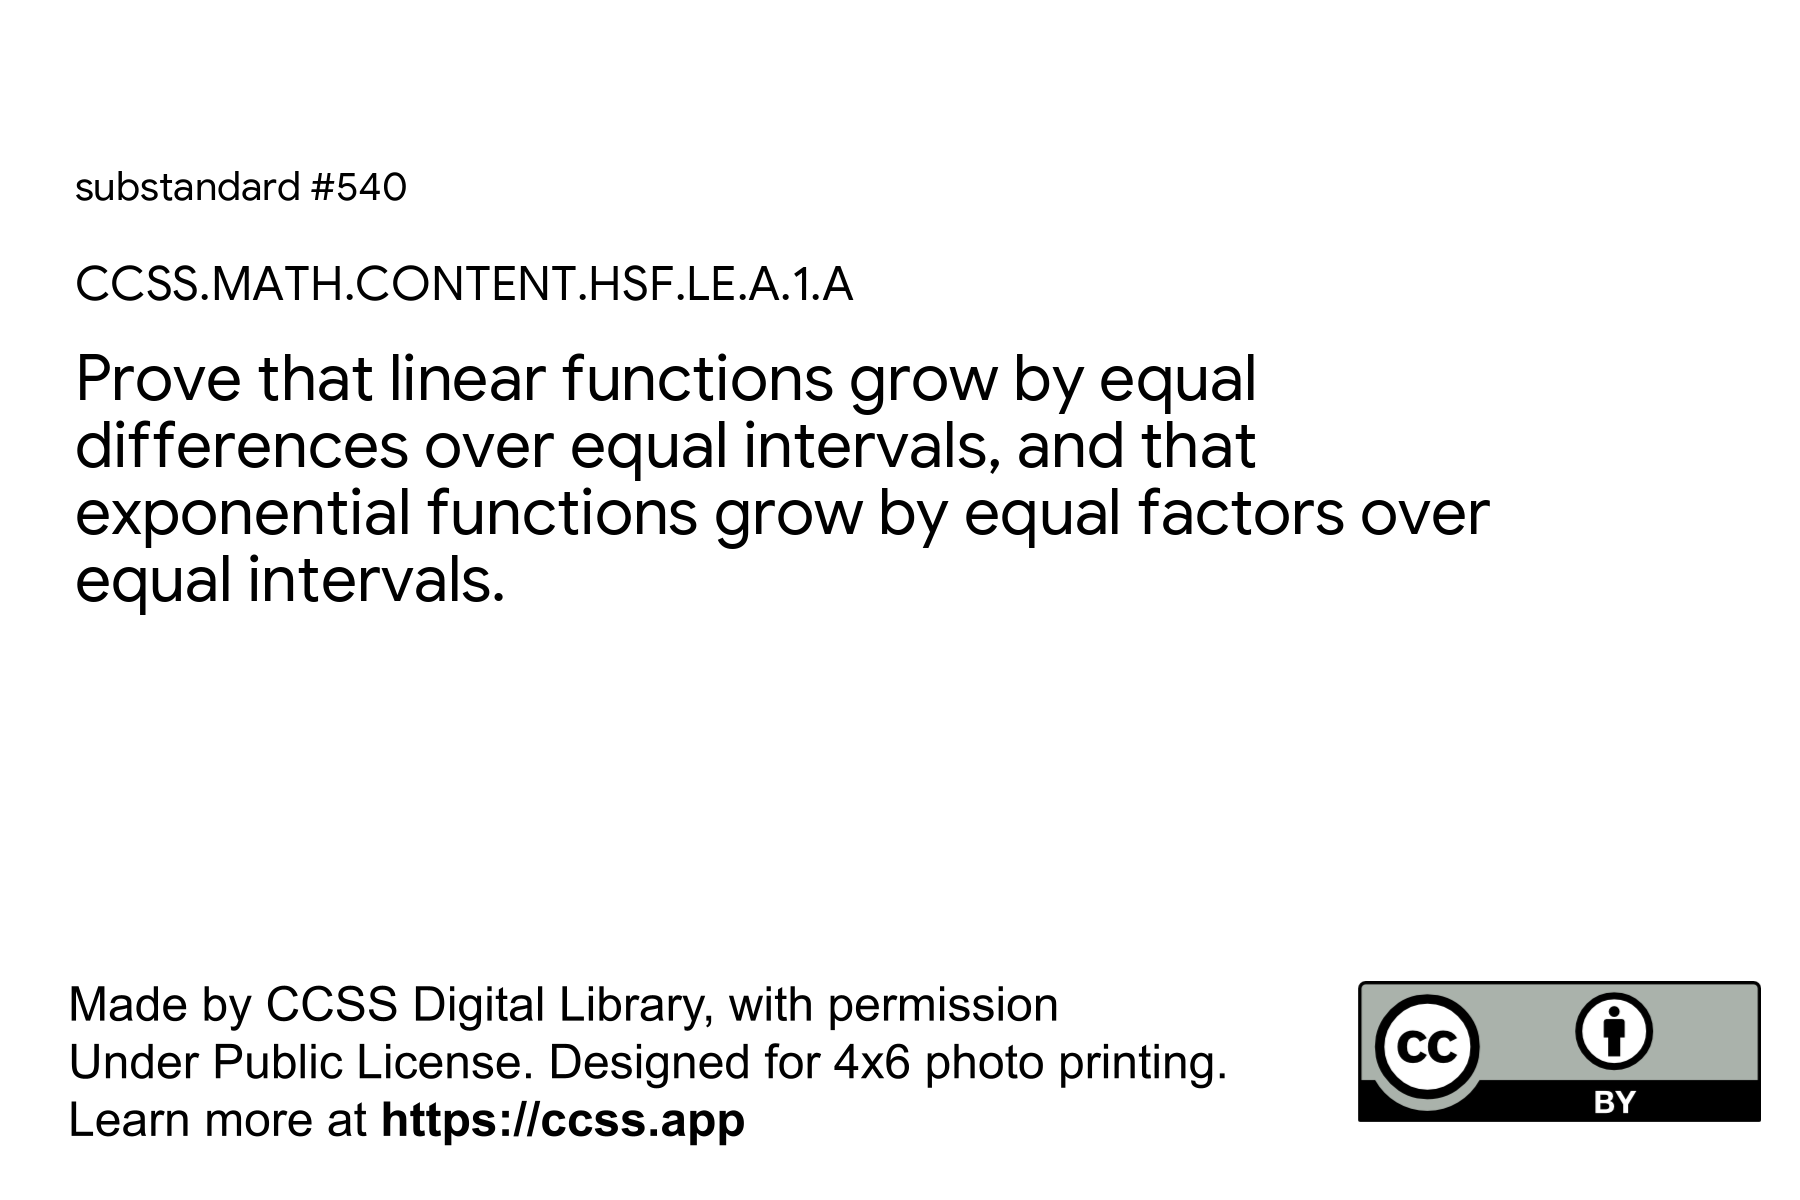 substandard #540
CCSS.MATH.CONTENT.HSF.LE.A.1.A
Prove that linear functions grow by equal
differences over equal intervals, and that
exponential functions grow by equal factors over
equal intervals.
Made by CCSS Digital Library, with permission
Under Public License. Designed for 4x6 photo printing.
Learn more at https://ccss.app
cc
BY